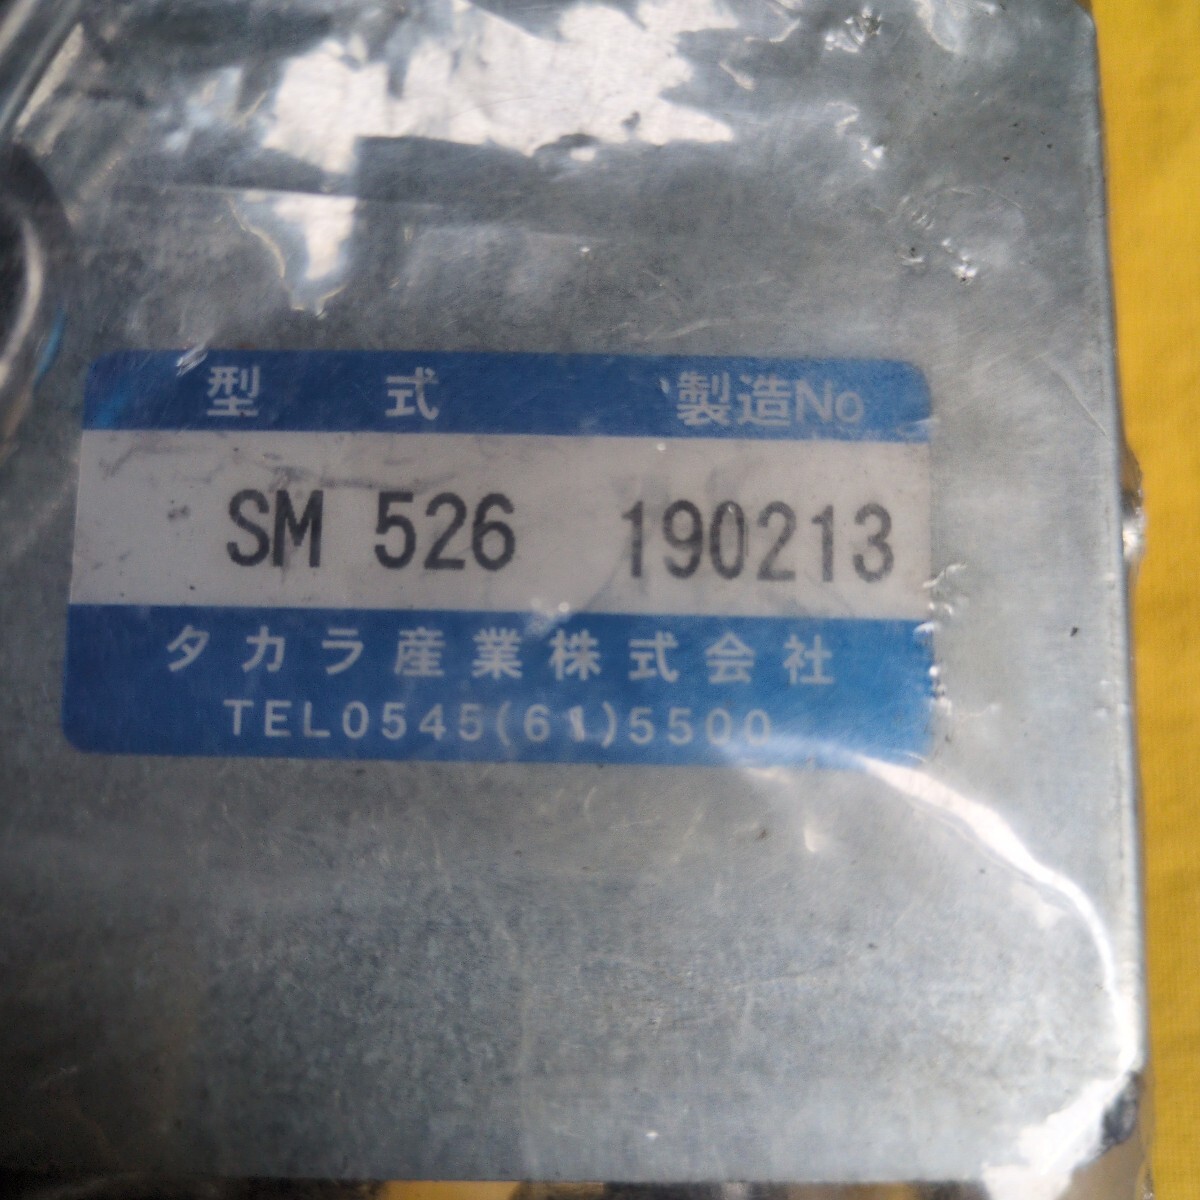 型 式 製造No
SM 526 190213
タカラ産業株式会社
TEL0545(61)5500